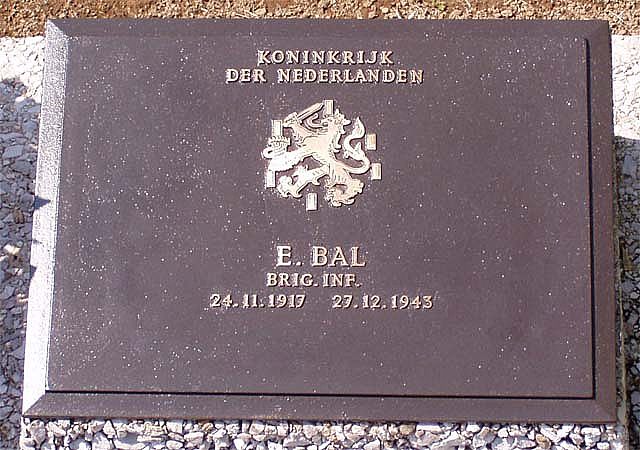 KONINKRIJK
DER NEDERLANDEN
E. BAL
BRIG. INF.
24.11.1917 27.12.1943